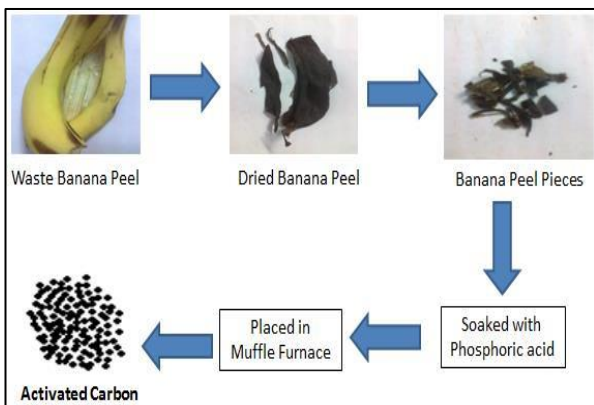 Waste Banana Peel
Dried Banana Peel
Banana Peel Pieces
Soaked with
Phosphoric acid
Placed in
Muffle Furnace
Activated Carbon